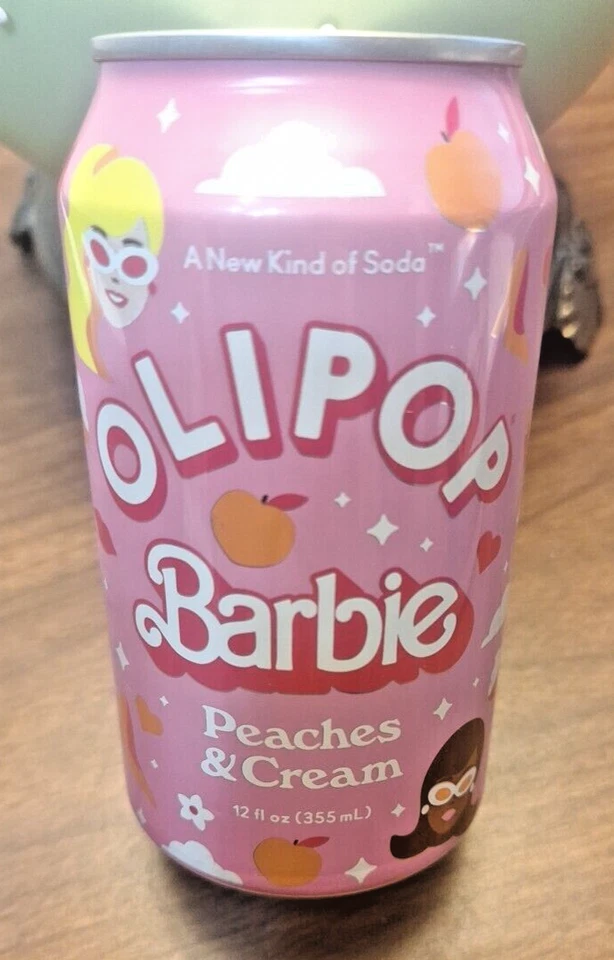 A New Kind of Soda™
OLIPOP
Barbie
Peaches
& Cream
12 fl oz (355 mL)